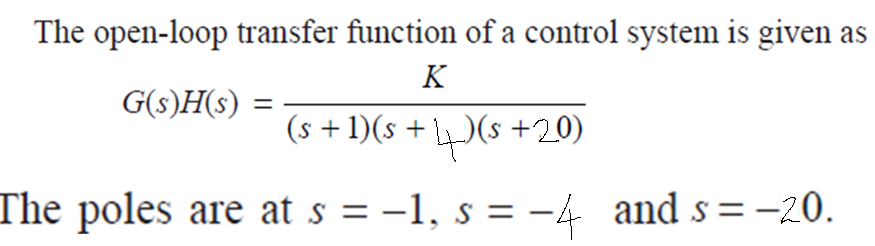 The open-loop transfer function of a control system is given as
G(s)H(s) = K / (s + 1)(s + 4)(s + 20)
The poles are at s = −1, s = −4 and s = −20.